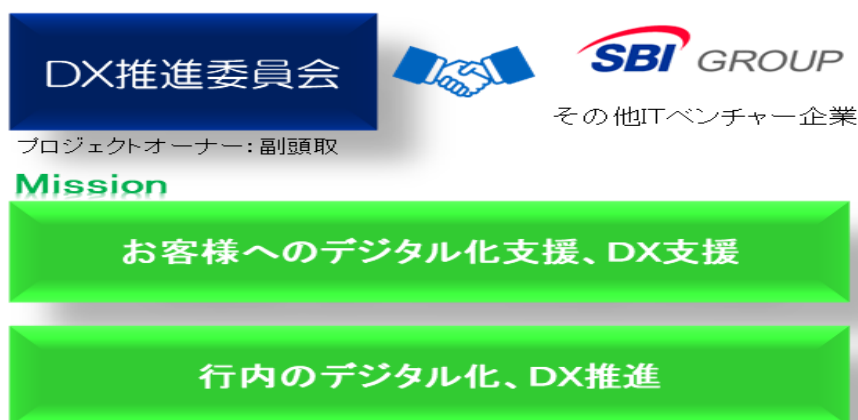 DX推進委員会
SBI GROUP
その他ITベンチャー企業
プロジェクトオーナー：副頭取
Mission
お客様へのデジタル化支援、DX支援
行内のデジタル化、DX推進